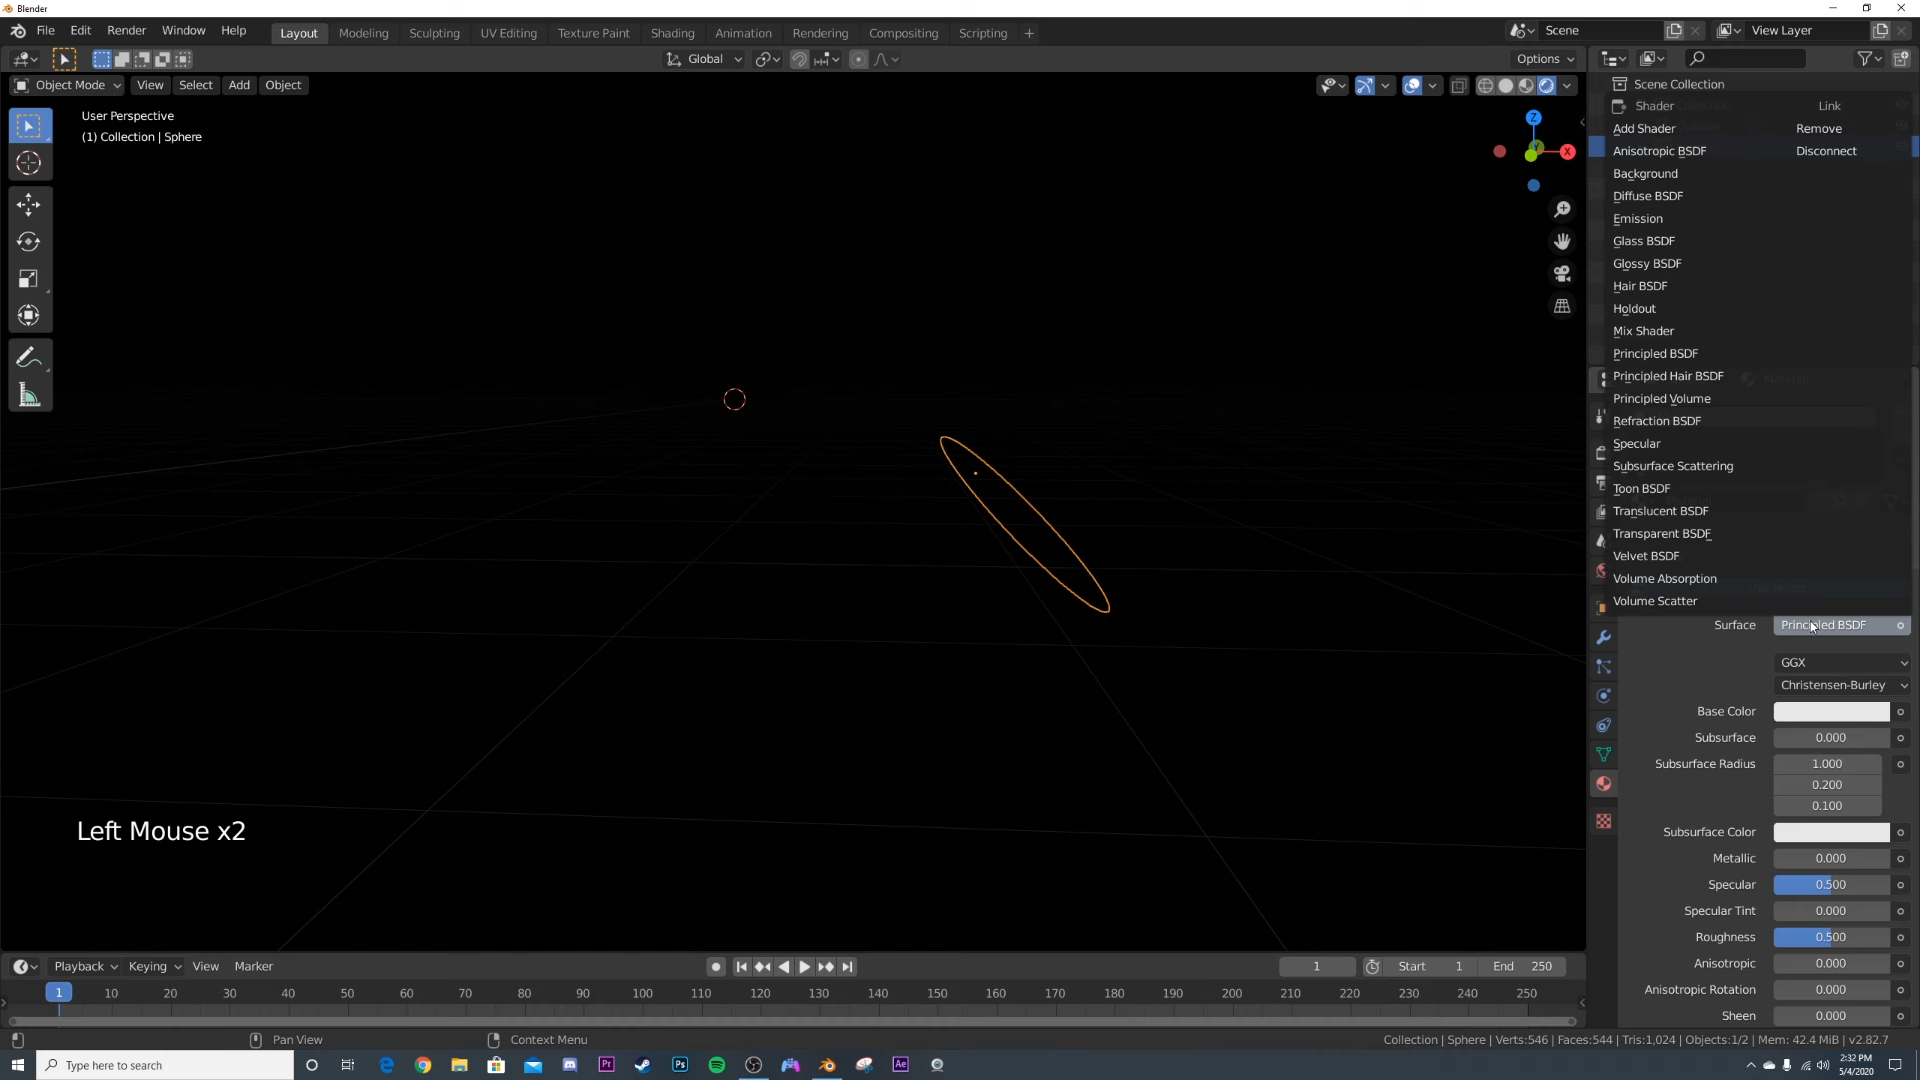 Blender
File Edit Render Window Help
Layout Modeling Sculpting UV Editing Texture Paint Shading Animation Rendering Compositing Scripting +
Scene
View Layer
Global
Options
Object Mode View Select Add Object
User Perspective
(1) Collection | Sphere
Z
X
Scene Collection
Shader Link
Add Shader Remove
Anisotropic BSDF Disconnect
Background
Diffuse BSDF
Emission
Glass BSDF
Glossy BSDF
Hair BSDF
Holdout
Mix Shader
Principled BSDF
Principled Hair BSDF
Principled Volume
Refraction BSDF
Specular
Subsurface Scattering
Toon BSDF
Translucent BSDF
Transparent BSDF
Velvet BSDF
Volume Absorption
Volume Scatter
Surface Principled BSDF
GGX
Christensen-Burley
Base Color
Subsurface 0.000
Subsurface Radius 1.000
0.200
0.100
Subsurface Color
Metallic 0.000
Specular 0.500
Specular Tint 0.000
Roughness 0.500
Anisotropic 0.000
Anisotropic Rotation 0.000
Sheen 0.000
Left Mouse x2
Playback Keying View Marker
1 Start 1 End 250
1 10 20 30 40 50 60 70 80 90 100 110 120 130 140 150 160 170 180 190 200 210 220 230 240 250
Pan View Context Menu
Collection | Sphere | Verts:546 | Faces:544 | Tris:1,024 | Objects:1/2 | Mem: 42.4 MiB | v2.82.7
Type here to search
Pr Ps Ae
2:32 PM
5/4/2020